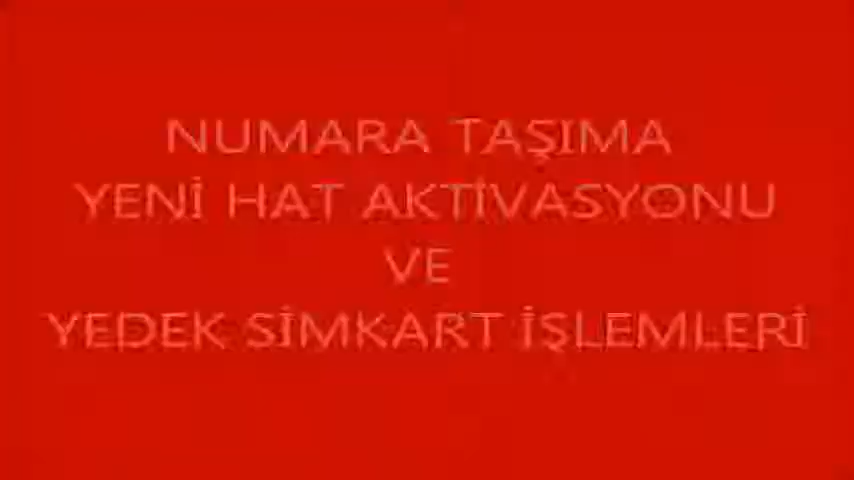 NUMARA TAŞIMA
YENİ HAT AKTİVASYONU
VE
YEDEK SİMKART İŞLEMLERİ